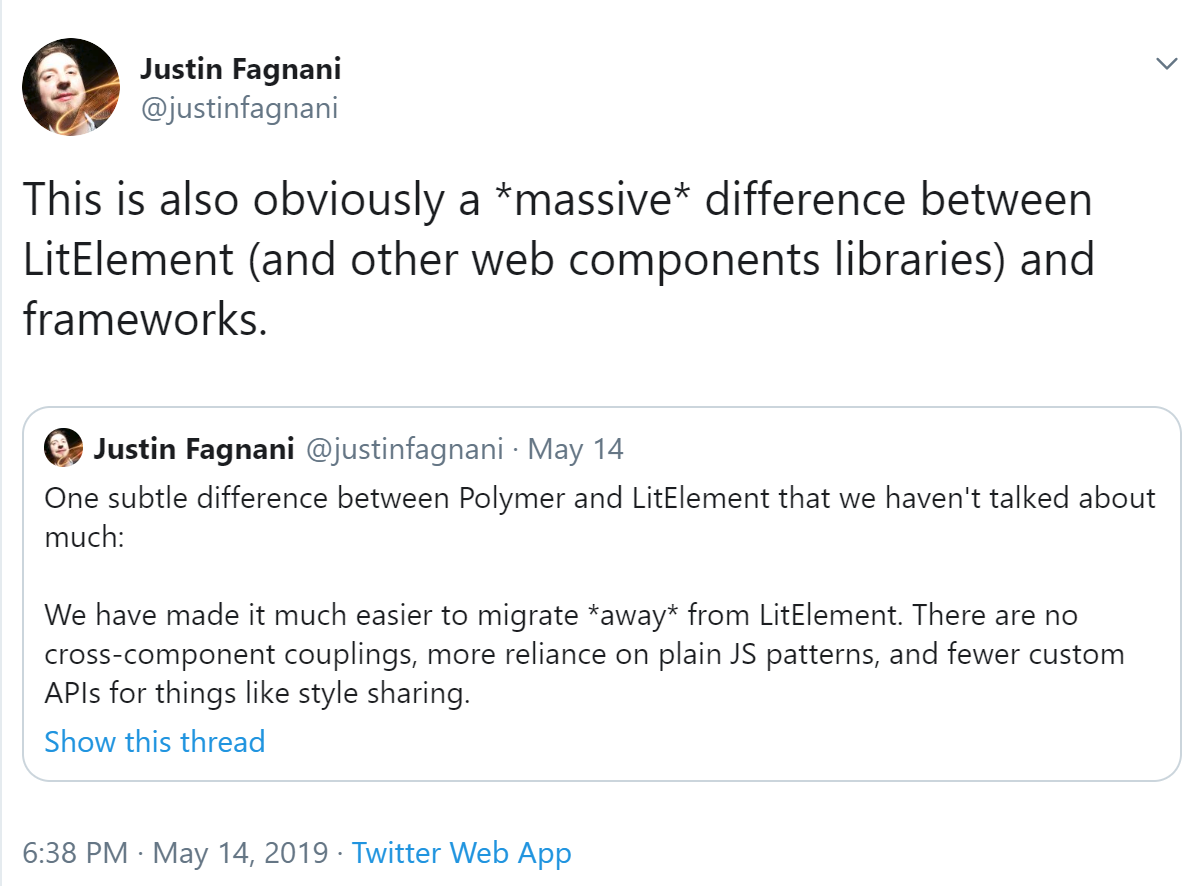 Justin Fagnani
@justinfagnani
This is also obviously a *massive* difference between
LitElement (and other web components libraries) and
frameworks.
Justin Fagnani @justinfagnani · May 14
One subtle difference between Polymer and LitElement that we haven't talked about
much:
We have made it much easier to migrate *away* from LitElement. There are no
cross-component couplings, more reliance on plain JS patterns, and fewer custom
APIs for things like style sharing.
Show this thread
6:38 PM · May 14, 2019 · Twitter Web App